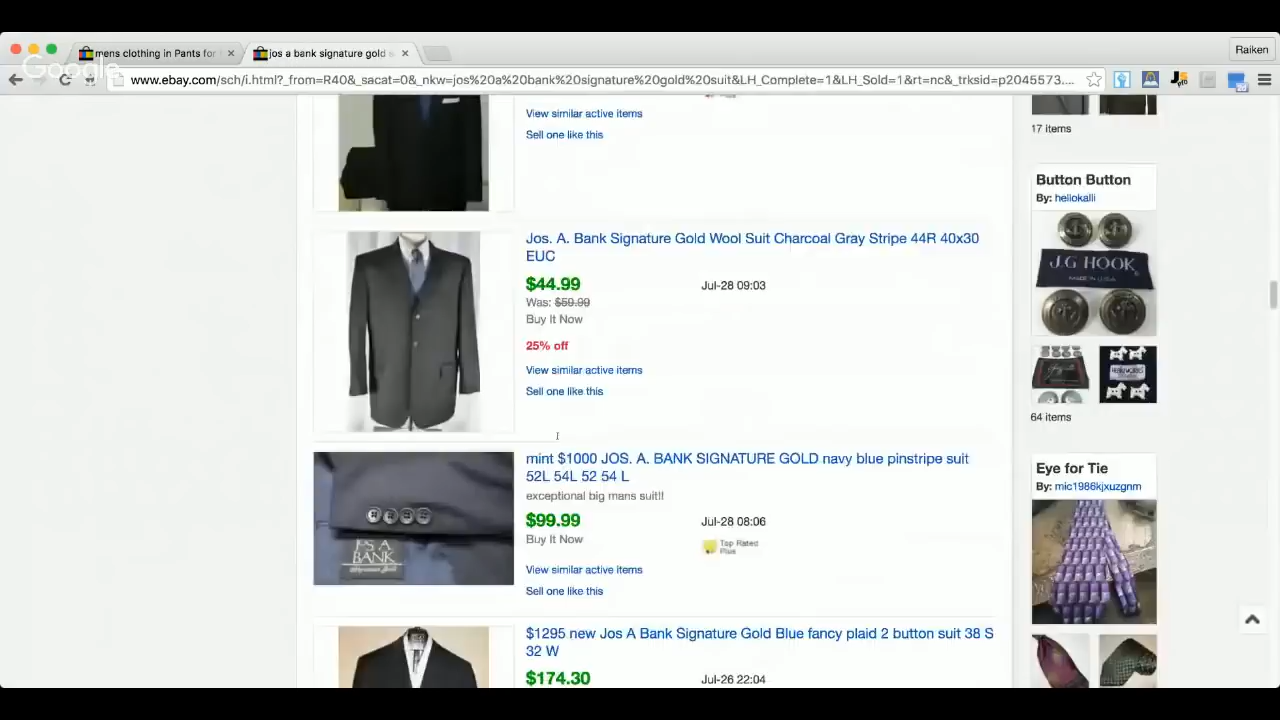 mens clothing in Pants for
jos a bank signature gold s
Raiken
Google
www.ebay.com/sch/i.html?_from=R40&_sacat=0&_nkw=jos%20a%20bank%20signature%20gold%20suit&LH_Complete=1&LH_Sold=1&rt=nc&_trksid=p2045573....
View similar active items
Sell one like this
17 items
Button Button
By: hellokalli
J.G HOOK
MADE IN U.S.A.
64 items
Jos. A. Bank Signature Gold Wool Suit Charcoal Gray Stripe 44R 40x30
EUC
$44.99
Jul-28 09:03
Was: $59.99
Buy It Now
25% off
View similar active items
Sell one like this
mint $1000 JOS. A. BANK SIGNATURE GOLD navy blue pinstripe suit
52L 54L 52 54 L
exceptional big mans suit!!
$99.99
Jul-28 08:06
Buy It Now
Top Rated
Plus
View similar active items
Sell one like this
JOS A
BANK
Eye for Tie
By: mic1986kjxuzgnm
$1295 new Jos A Bank Signature Gold Blue fancy plaid 2 button suit 38 S
32 W
$174.30
Jul-26 22:04